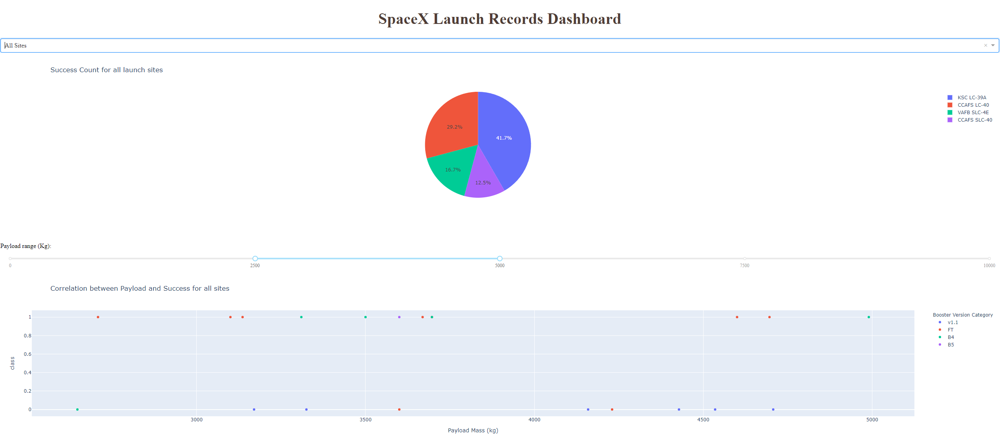 SpaceX Launch Records Dashboard
All Sites
×
Success Count for all launch sites
KSC LC-39A
CCAFS LC-40
VAFB SLC-4E
CCAFS SLC-40
29.2%
41.7%
16.7%
12.5%
Payload range (Kg):
0 2500 5000 7500 10000
Correlation between Payload and Success for all sites
Booster Version Category
v1.1
FT
B4
B5
1
0.8
0.6
0.4
0.2
0
class
3000 3500 4000 4500 5000
Payload Mass (kg)